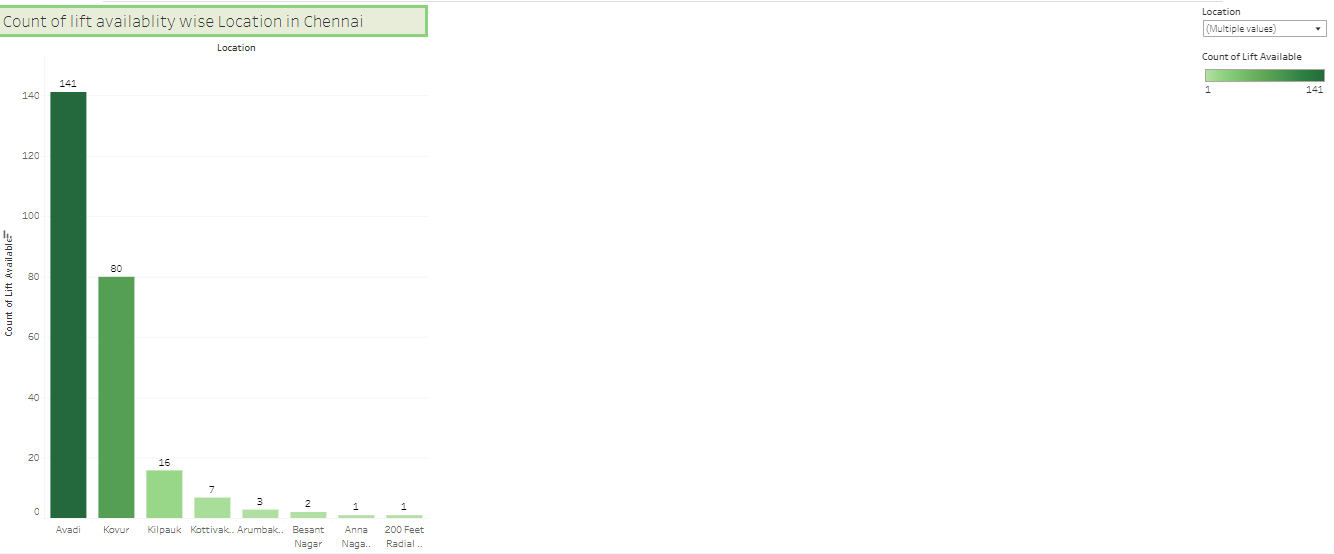 Count of lift availablity wise Location in Chennai
Location
Location
(Multiple values)
Count of Lift Available
1 141
Count of Lift Available
140
120
100
80
60
40
20
0
141
80
16
7
3
2
1
1
Avadi
Kovur
Kilpauk
Kottivak..
Arumbak..
Besant
Nagar
Anna
Naga..
200 Feet
Radial ..